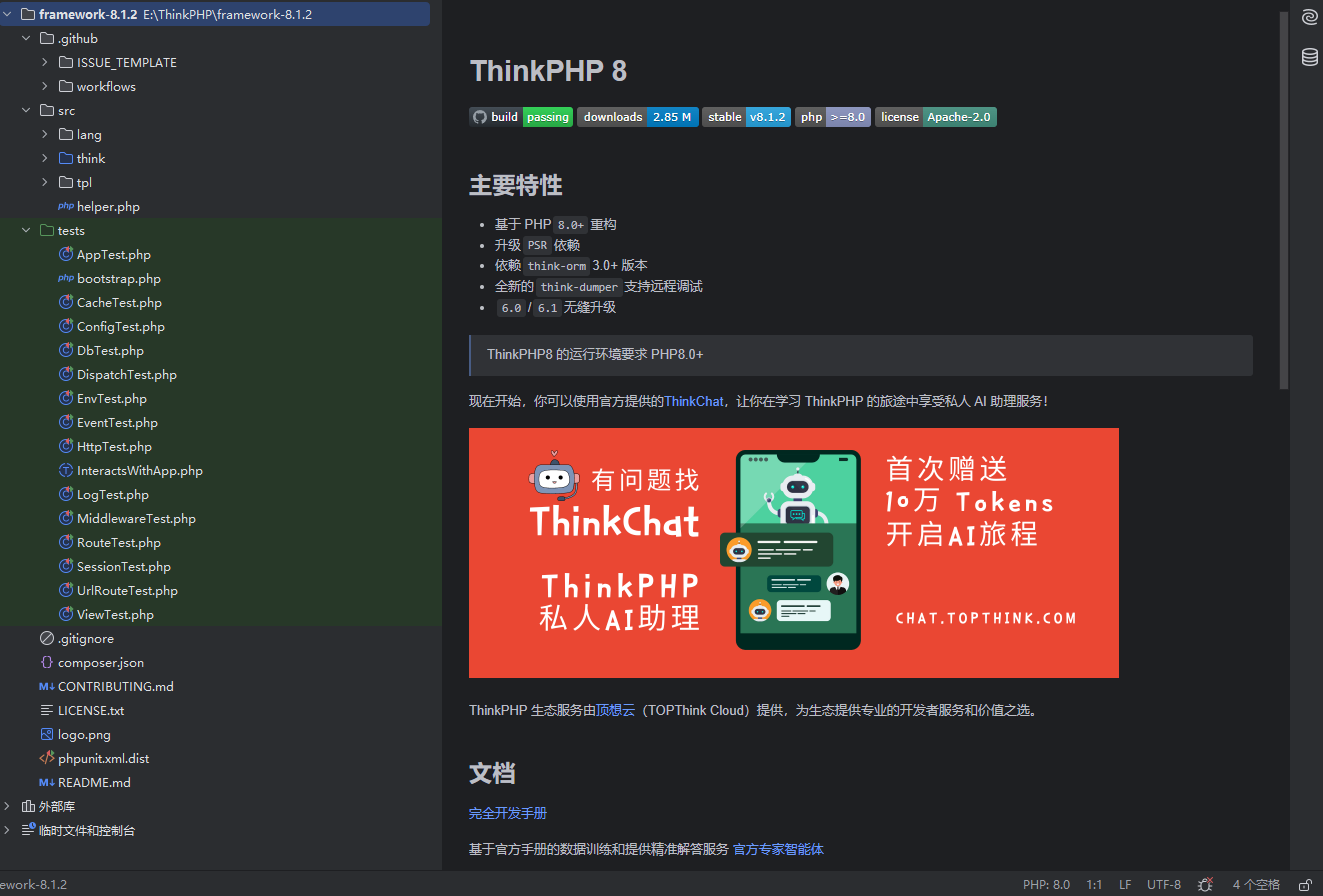 framework-8.1.2 E:\ThinkPHP\framework-8.1.2
.github
ISSUE_TEMPLATE
workflows
src
lang
think
tpl
php helper.php
tests
AppTest.php
php bootstrap.php
CacheTest.php
ConfigTest.php
DbTest.php
DispatchTest.php
EnvTest.php
EventTest.php
HttpTest.php
InteractsWithApp.php
LogTest.php
MiddlewareTest.php
RouteTest.php
SessionTest.php
UrlRouteTest.php
ViewTest.php
.gitignore
composer.json
M↓ CONTRIBUTING.md
LICENSE.txt
logo.png
phpunit.xml.dist
M↓ README.md
外部库
临时文件和控制台
ThinkPHP 8
build passing downloads 2.85 M stable v8.1.2 php >=8.0 license Apache-2.0
主要特性
• 基于 PHP 8.0+ 重构
• 升级 PSR 依赖
• 依赖 think-orm 3.0+ 版本
• 全新的 think-dumper 支持远程调试
• 6.0 / 6.1 无缝升级
ThinkPHP8 的运行环境要求 PHP8.0+
现在开始，你可以使用官方提供的ThinkChat，让你在学习 ThinkPHP 的旅途中享受私人 AI 助理服务！
有问题找
ThinkChat
ThinkPHP
私人AI助理
首次赠送
10万 Tokens
开启AI旅程
CHAT.TOPTHINK.COM
ThinkPHP 生态服务由顶想云（TOPThink Cloud）提供，为生态提供专业的开发者服务和价值之选。
文档
完全开发手册
基于官方手册的数据训练和提供精准解答服务 官方专家智能体
ework-8.1.2
PHP: 8.0 1:1 LF UTF-8 4 个空格